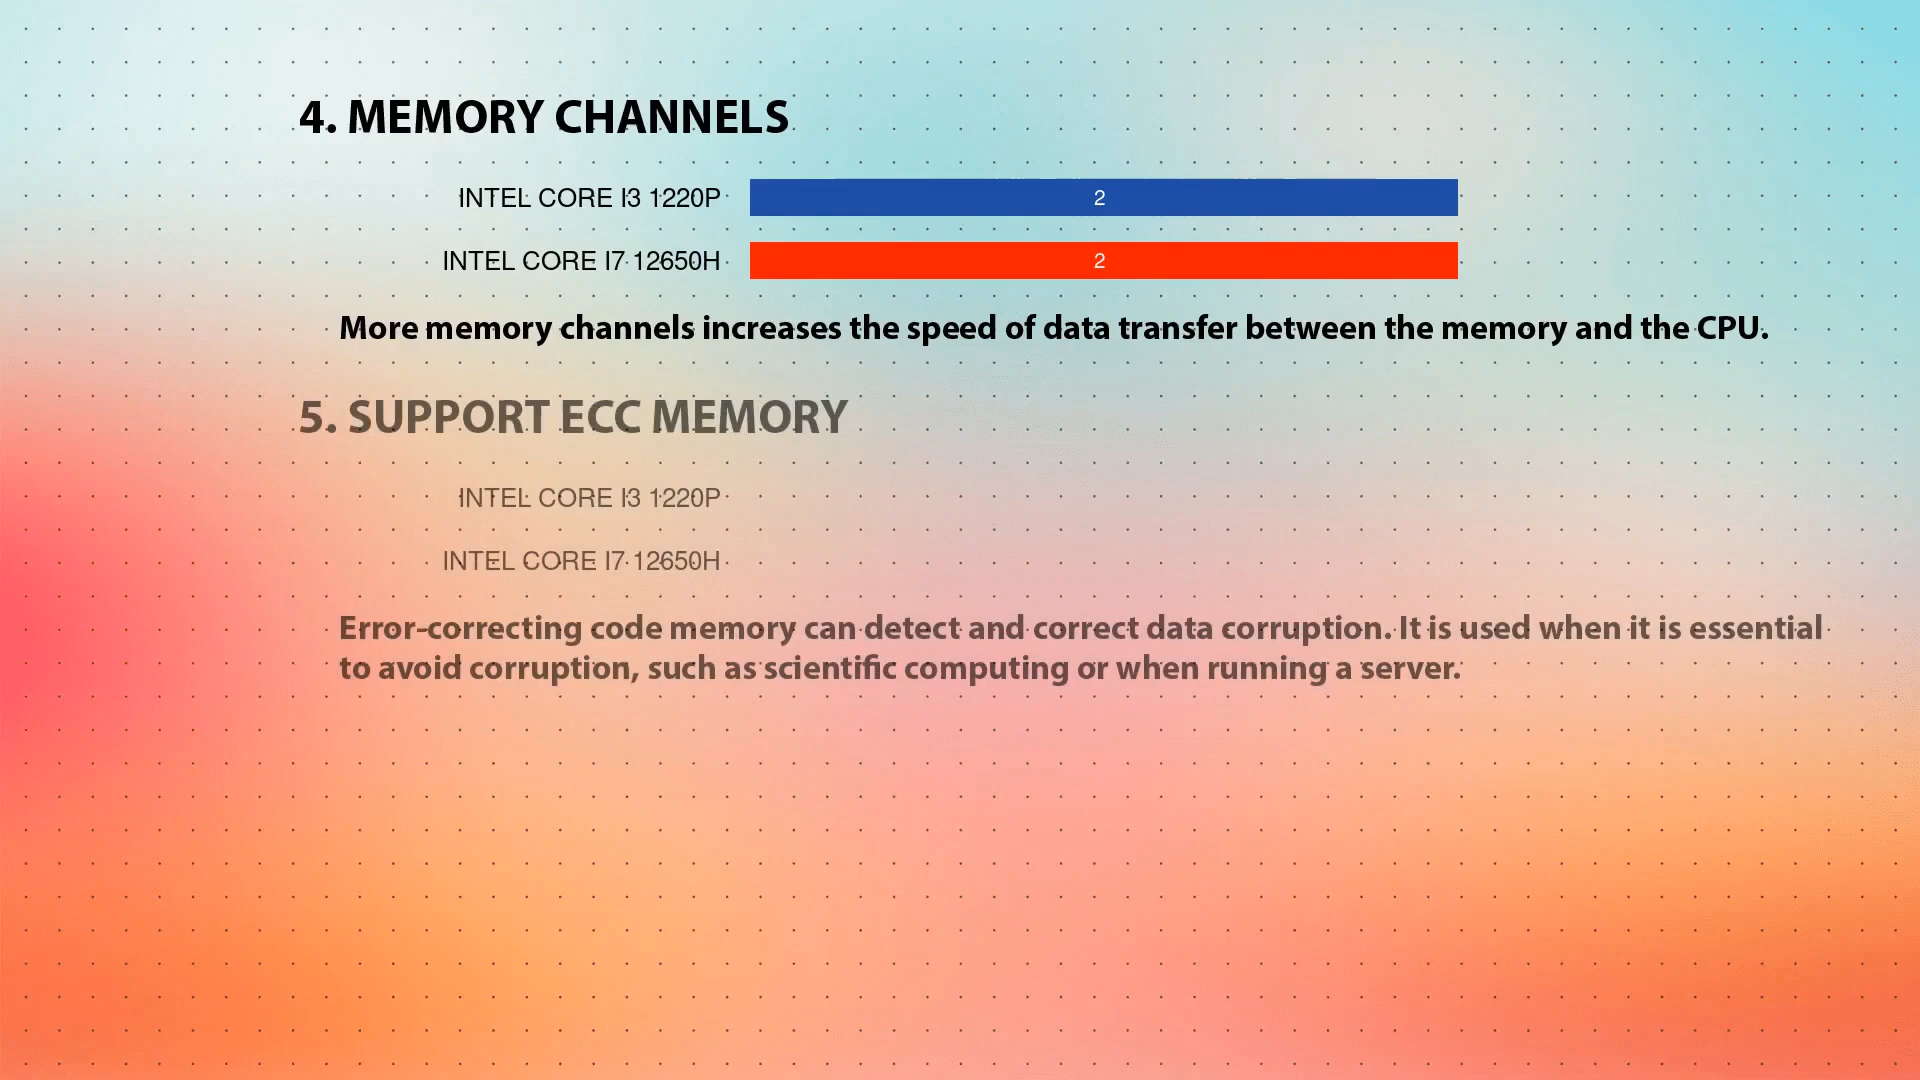 4. MEMORY CHANNELS
INTEL CORE I3 1220P
2
INTEL CORE I7 12650H
2
More memory channels increases the speed of data transfer between the memory and the CPU.
5. SUPPORT ECC MEMORY
INTEL CORE I3 1220P
INTEL CORE I7 12650H
Error-correcting code memory can detect and correct data corruption. It is used when it is essential
to avoid corruption, such as scientific computing or when running a server.